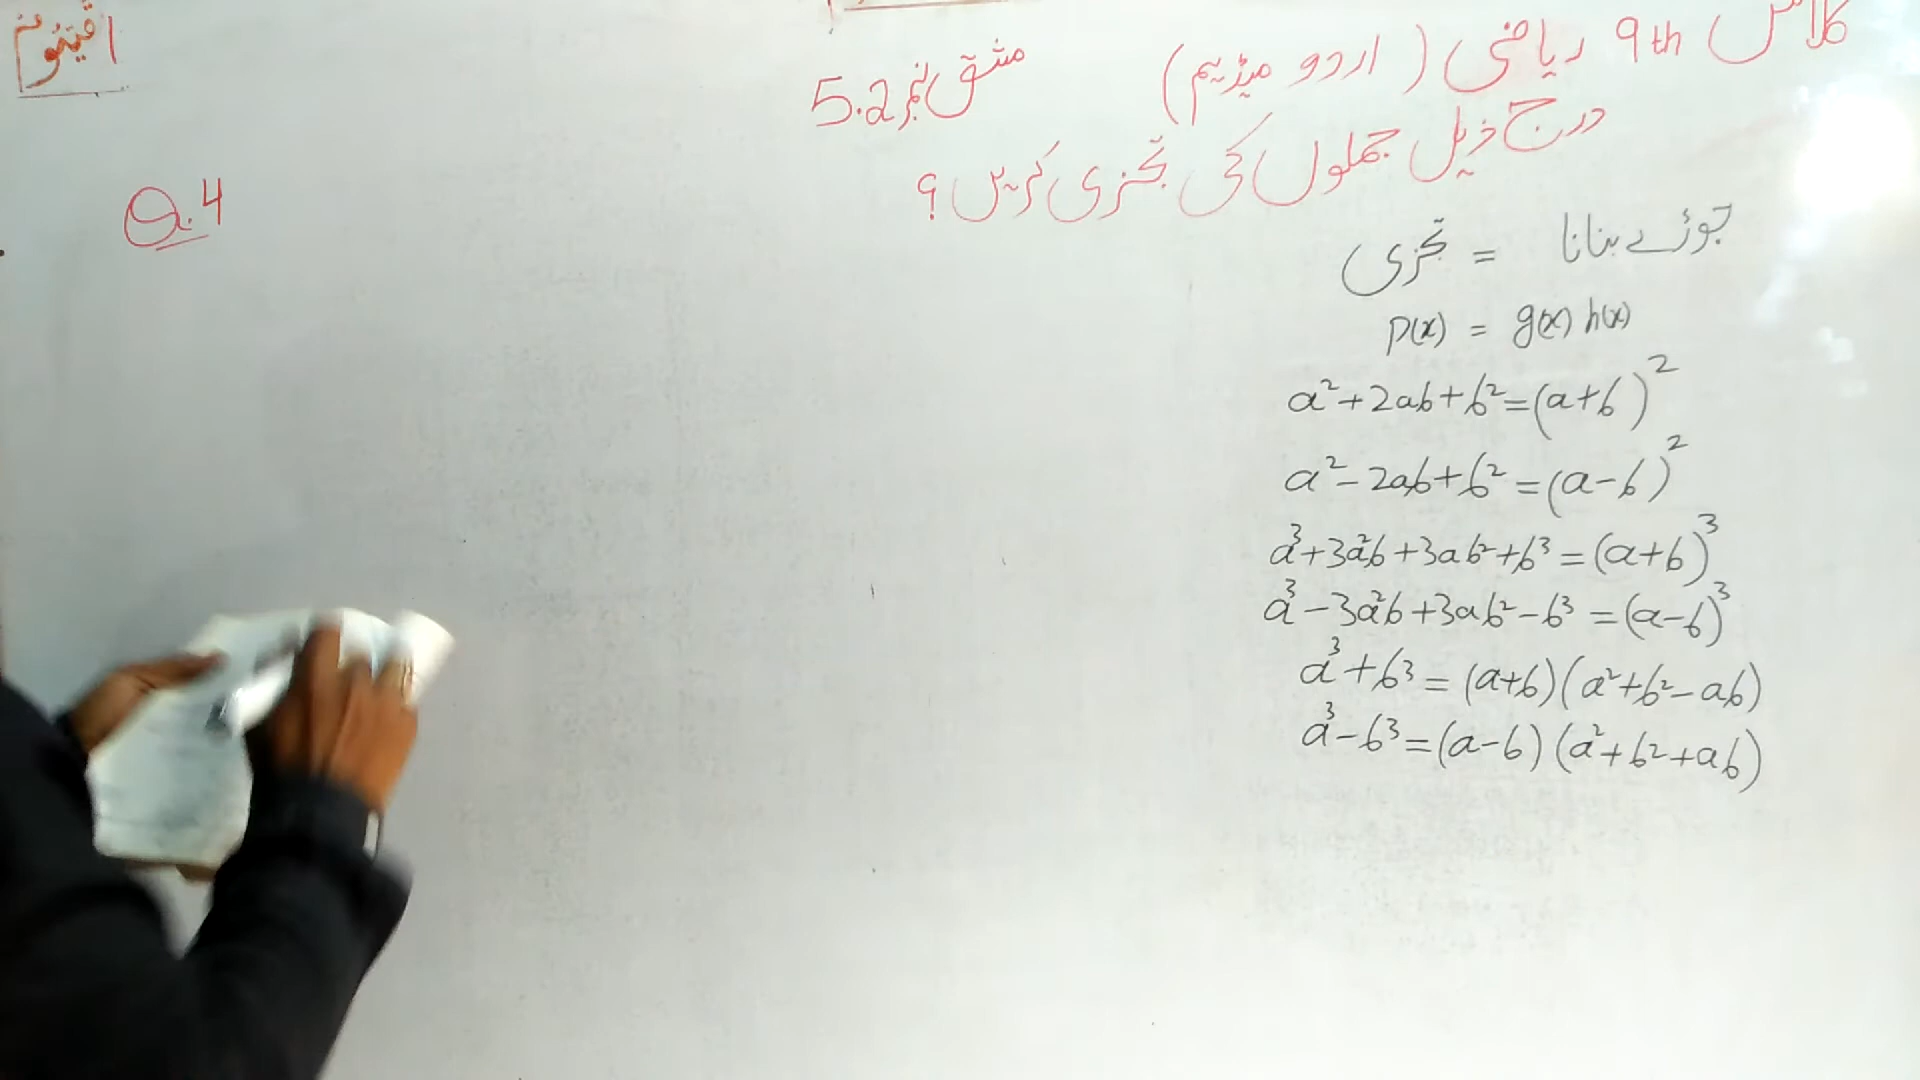 کلاس 9th ریاضی (اردو میڈیم) مشق نمبر 5.2
درج ذیل جملوں کی تجزی کریں؟
Q.4
جوڑے بنانا = تجزی
p(x) = g(x) h(x)
a²+2ab+b²=(a+b)²
a²-2ab+b²=(a-b)²
a³+3a²b+3ab²+b³=(a+b)³
a³-3a²b+3ab²-b³=(a-b)³
a³+b³=(a+b)(a²+b²-ab)
a³-b³=(a-b)(a²+b²+ab)